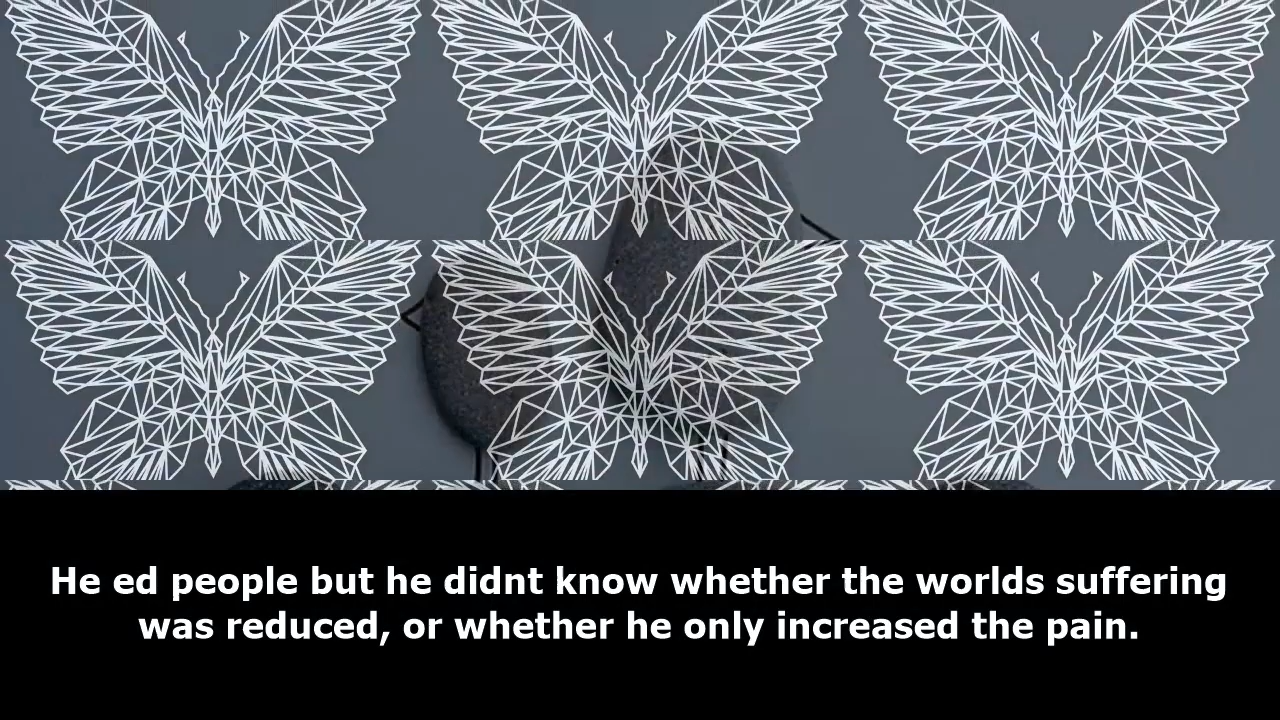 He ed people but he didnt know whether the worlds suffering
was reduced, or whether he only increased the pain.